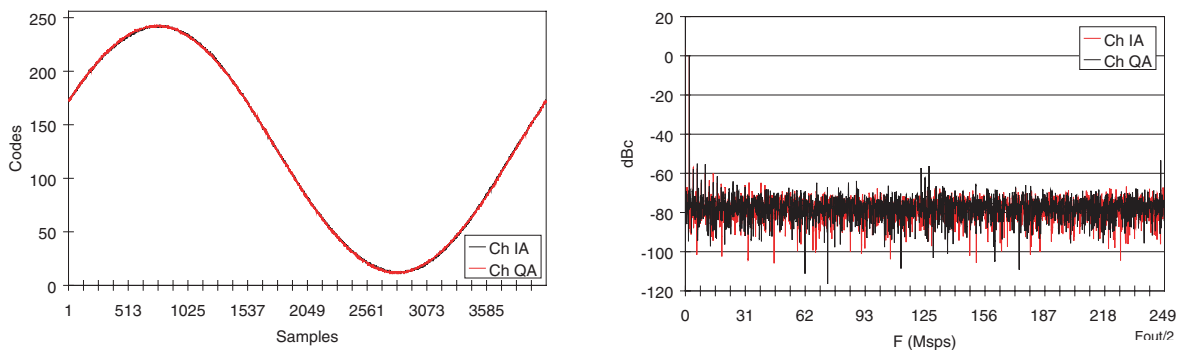 250
200
150
100
50
0
Codes
Ch IA
Ch QA
1 513 1025 1537 2049 2561 3073 3585
Samples
20
0
-20
-40
-60
-80
-100
-120
dBc
Ch IA
Ch QA
0 31 62 93 125 156 187 218 249
F (Msps)
Fout/2